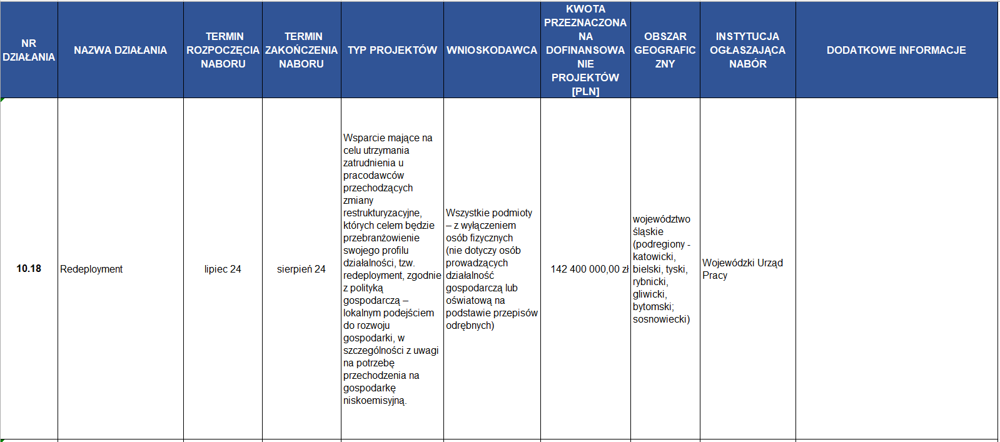 NR
DZIAŁANIA
NAZWA DZIAŁANIA
TERMIN
ROZPOCZĘCIA
NABORU
TERMIN
ZAKOŃCZENIA
NABORU
TYP PROJEKTÓW
WNIOSKODAWCA
KWOTA
PRZEZNACZONA
NA
DOFINANSOWA
NIE
PROJEKTÓW
[PLN]
OBSZAR
GEOGRAFIC
ZNY
INSTYTUCJA
OGŁASZAJĄCA
NABÓR
DODATKOWE INFORMACJE
10.18
Redeployment
lipiec 24
sierpień 24
Wsparcie mające na
celu utrzymania
zatrudnienia u
pracodawców
przechodzących
zmiany
restrukturyzacyjne,
których celem będzie
przebranżowienie
swojego profilu
działalności, tzw.
redeployment, zgodnie
z polityką
gospodarczą –
lokalnym podejściem
do rozwoju
gospodarki, w
szczególności z uwagi
na potrzebę
przechodzenia na
gospodarkę
niskoemisyjną.
Wszystkie podmioty
– z wyłączeniem
osób fizycznych
(nie dotyczy osób
prowadzących
działalność
gospodarczą lub
oświatową na
podstawie przepisów
odrębnych)
142 400 000,00 zł
województwo
śląskie
(podregiony -
katowicki,
bielski, tyski,
rybnicki,
gliwicki,
bytomski;
sosnowiecki)
Wojewódzki Urząd
Pracy